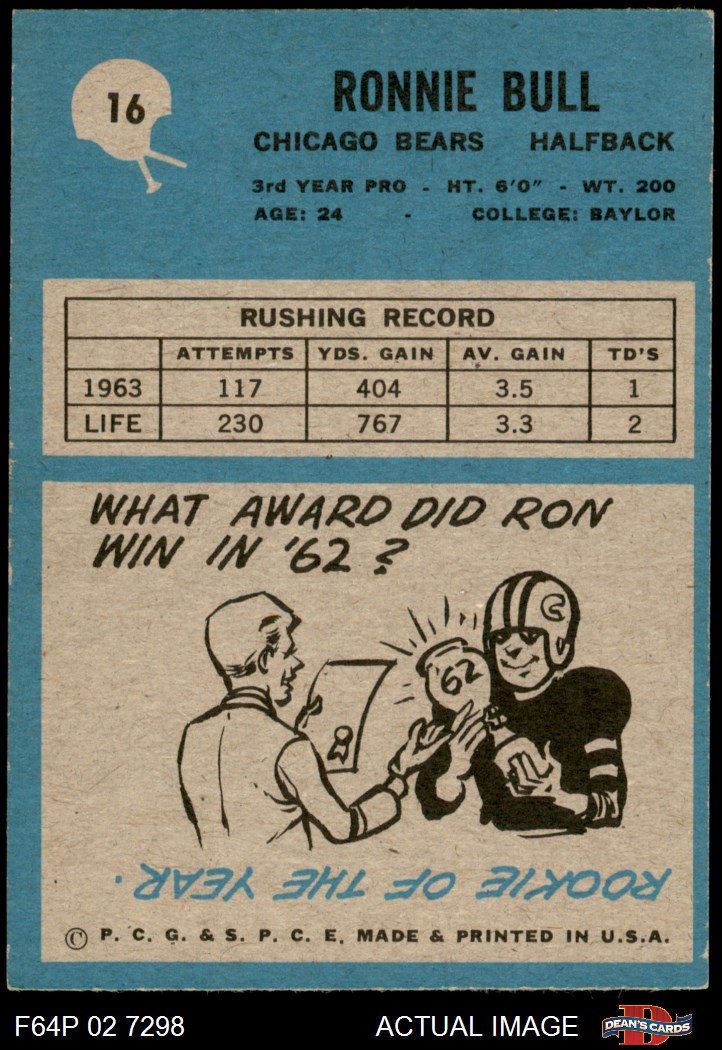 16
RONNIE BULL
CHICAGO BEARS HALFBACK
3rd YEAR PRO - HT. 6'0" - WT. 200
AGE: 24 - COLLEGE: BAYLOR
RUSHING RECORD
ATTEMPTS YDS. GAIN AV. GAIN TD'S
1963 117 404 3.5 1
LIFE 230 767 3.3 2
WHAT AWARD DID RON
WIN IN '62?
C
'62
ROOKIE OF THE YEAR.
© P. C. G. & S. P. C. E. MADE & PRINTED IN U.S.A.
F64P 02 7298 ACTUAL IMAGE D DEAN'S CARDS